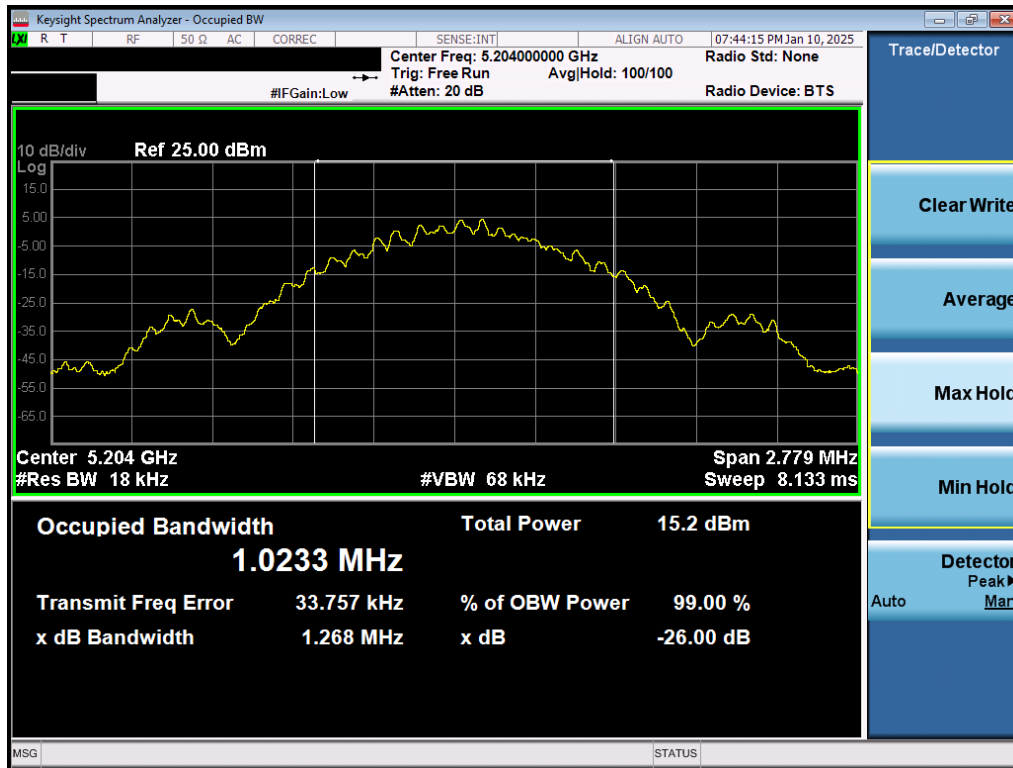 Keysight Spectrum Analyzer - Occupied BW
LXI R T RF 50 Ω AC CORREC SENSE:INT ALIGN AUTO 07:44:15 PM Jan 10, 2025
Center Freq: 5.204000000 GHz Radio Std: None
Trig: Free Run Avg|Hold: 100/100
#IFGain:Low #Atten: 20 dB Radio Device: BTS
10 dB/div Ref 25.00 dBm
Log
15.0
5.00
-5.00
-15.0
-25.0
-35.0
-45.0
-55.0
-65.0
Center 5.204 GHz Span 2.779 MHz
#Res BW 18 kHz #VBW 68 kHz Sweep 8.133 ms
Occupied Bandwidth Total Power 15.2 dBm
1.0233 MHz
Transmit Freq Error 33.757 kHz % of OBW Power 99.00 %
x dB Bandwidth 1.268 MHz x dB -26.00 dB
MSG STATUS
Trace/Detector
Clear Write
Average
Max Hold
Min Hold
Detector
Peak
Auto Man